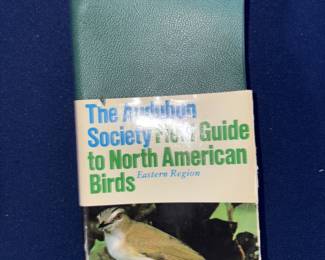 The Audubon
Society Field Guide
to North American
Birds
Eastern Region